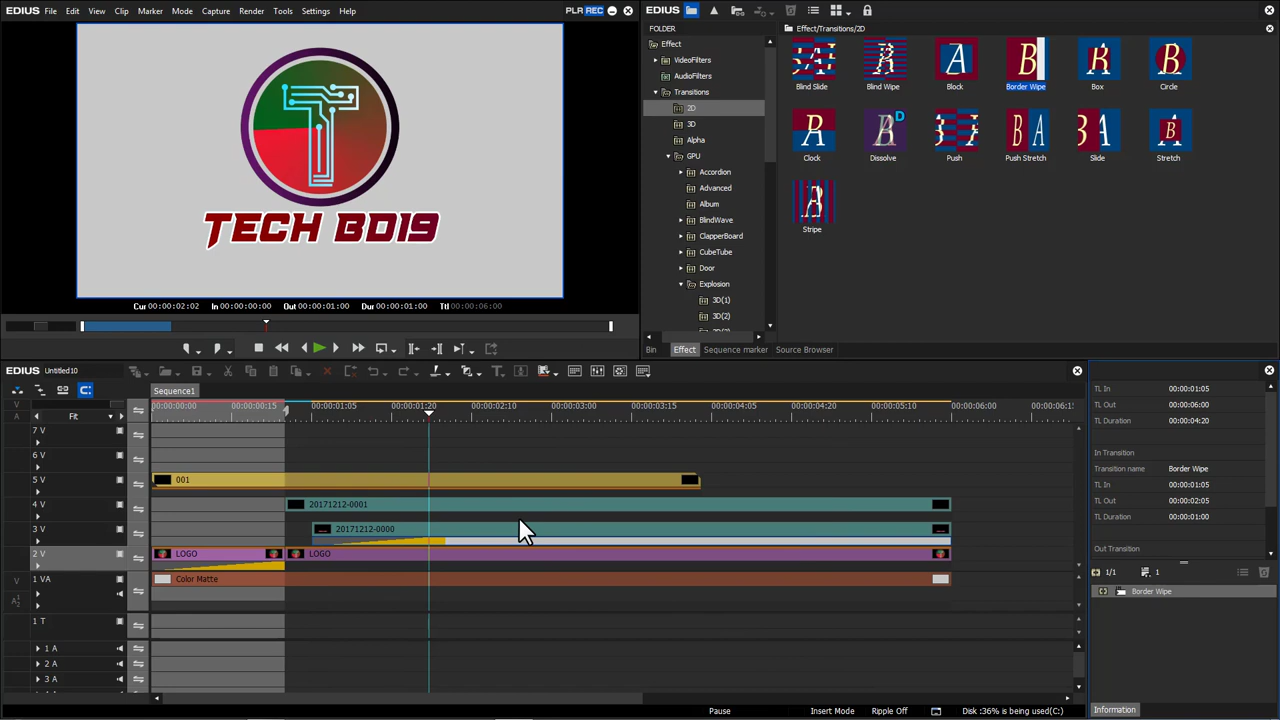 EDIUS File Edit View Clip Marker Mode Capture Render Tools Settings Help PLR REC
TECH BD19
Cur 00:00:02:02 In 00:00:00:00 Out 00:00:01:00 Dur 00:00:01:00 Ttl 00:00:06:00
EDIUS
FOLDER
Effect/Transitions/2D
Effect
VideoFilters
AudioFilters
Transitions
2D
3D
Alpha
GPU
Accordion
Advanced
Album
BlindWave
ClapperBoard
CubeTube
Door
Explosion
3D(1)
3D(2)
Blind Slide
Blind Wipe
Block
Border Wipe
Box
Circle
Clock
Dissolve
Push
Push Stretch
Slide
Stretch
Stripe
Bin Effect Sequence marker Source Browser
EDIUS Untitled10
Sequence1
V
A
Fit
00:00:00:00 00:00:00:15 00:00:01:05 00:00:01:20 00:00:02:10 00:00:03:00 00:00:03:15 00:00:04:05 00:00:04:20 00:00:05:10 00:00:06:00 00:00:06:15
7 V
6 V
5 V 001
4 V 20171212-0001
3 V 20171212-0000
2 V LOGO LOGO
1 VA Color Matte
1 T
1 A
2 A
3 A
TL In 00:00:01:05
TL Out 00:00:06:00
TL Duration 00:00:04:20
In Transition
Transition name Border Wipe
TL In 00:00:01:05
TL Out 00:00:02:05
TL Duration 00:00:01:00
Out Transition
1/1 1
Border Wipe
Information
Pause Insert Mode Ripple Off Disk :36% is being used(C:)